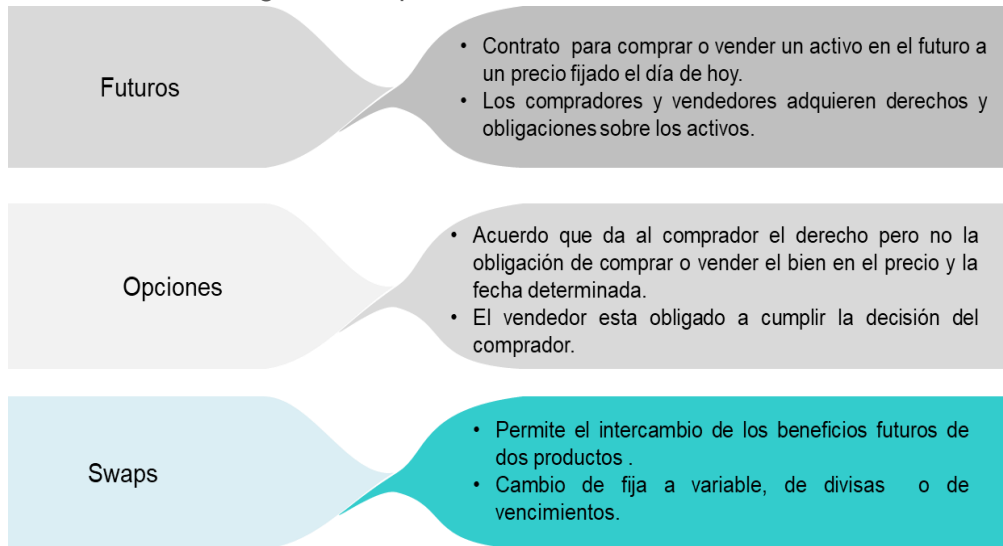 Futuros
• Contrato para comprar o vender un activo en el futuro a
un precio fijado el día de hoy.
• Los compradores y vendedores adquieren derechos y
obligaciones sobre los activos.
Opciones
• Acuerdo que da al comprador el derecho pero no la
obligación de comprar o vender el bien en el precio y la
fecha determinada.
• El vendedor esta obligado a cumplir la decisión del
comprador.
Swaps
• Permite el intercambio de los beneficios futuros de
dos productos .
• Cambio de fija a variable, de divisas o de
vencimientos.